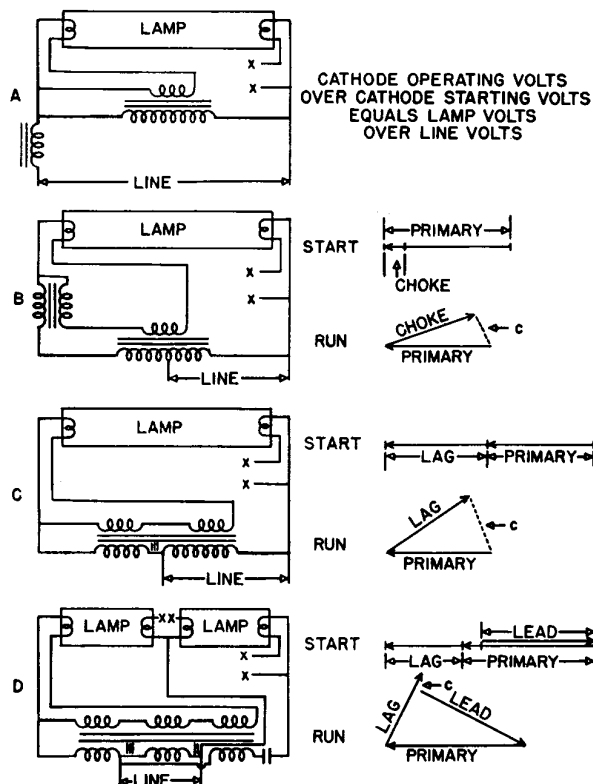 LAMP
X
A
X
CATHODE OPERATING VOLTS
OVER CATHODE STARTING VOLTS
EQUALS LAMP VOLTS
OVER LINE VOLTS
LINE
LAMP
X
B
X
LINE
START
PRIMARY
CHOKE
RUN
CHOKE
C
PRIMARY
LAMP
X
C
X
LINE
START
LAG PRIMARY
RUN
LAG
C
PRIMARY
LAMP XX LAMP
X
D
X
LINE
START
LEAD
LAG PRIMARY
RUN
LAG
C
LEAD
PRIMARY